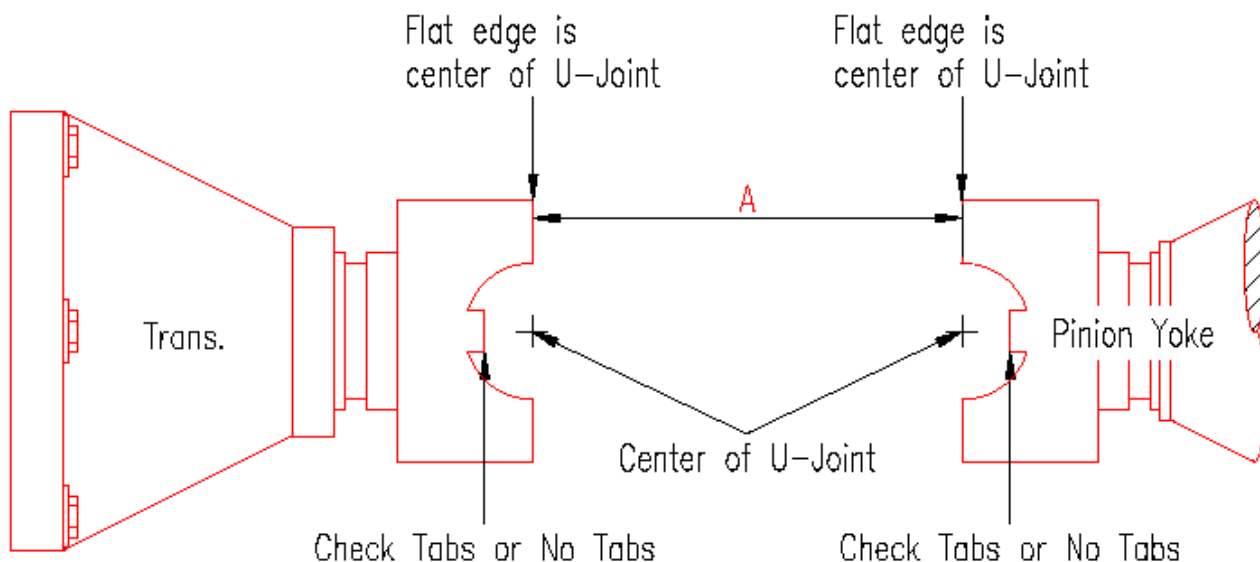 Flat edge is
center of U-Joint
Flat edge is
center of U-Joint
A
Trans.
Pinion Yoke
Center of U-Joint
Check Tabs or No Tabs
Check Tabs or No Tabs